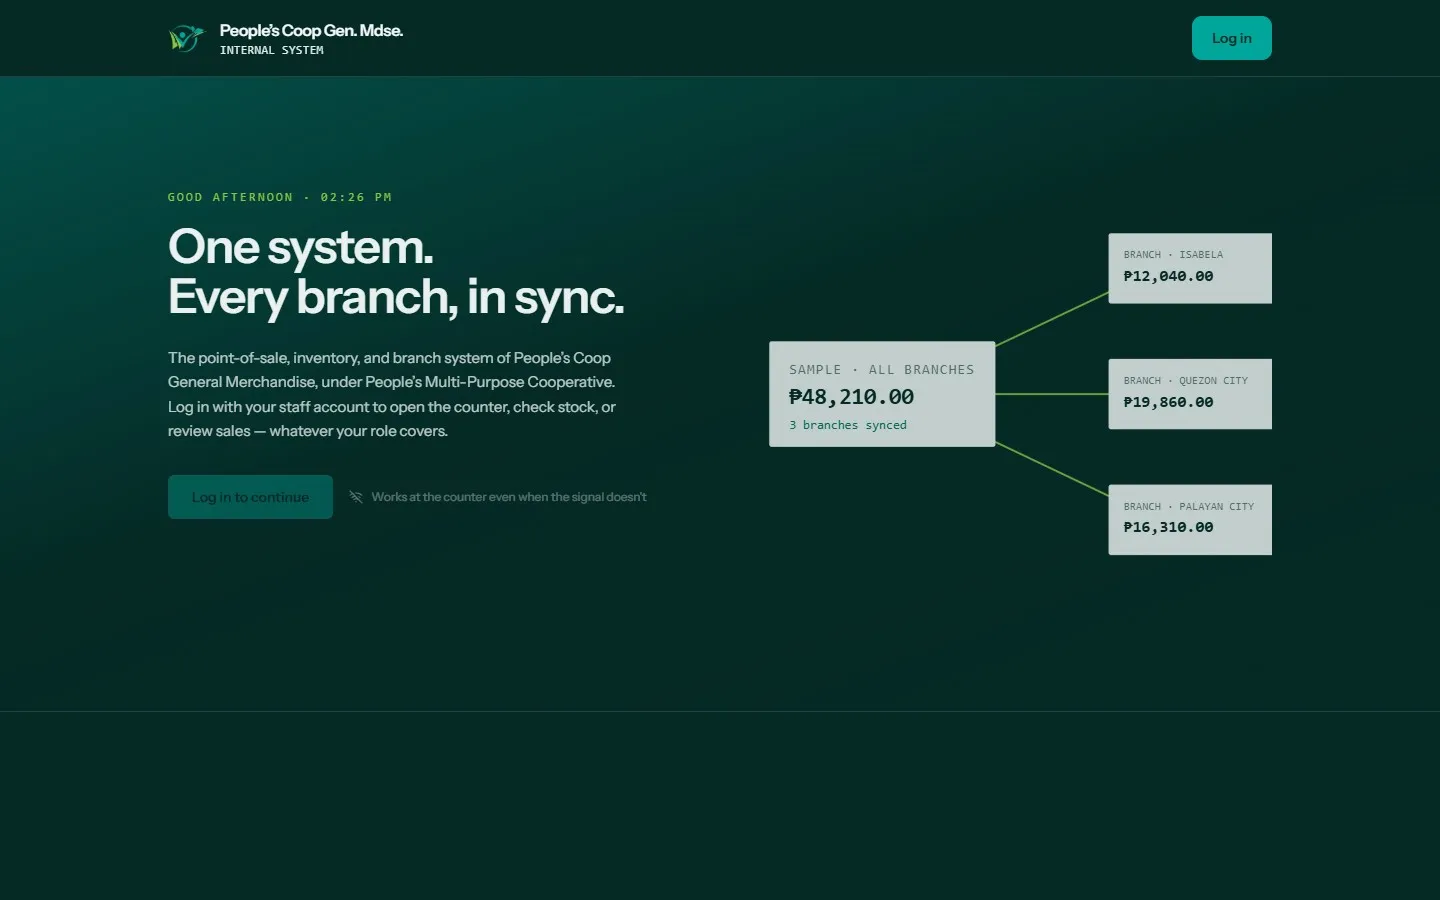 People's Coop Gen. Mdse.
INTERNAL SYSTEM
Log in
GOOD AFTERNOON · 02:26 PM
One system.
Every branch, in sync.
The point-of-sale, inventory, and branch system of People's Coop
General Merchandise, under People's Multi-Purpose Cooperative.
Log in with your staff account to open the counter, check stock, or
review sales — whatever your role covers.
Log in to continue
Works at the counter even when the signal doesn't
SAMPLE · ALL BRANCHES
₱48,210.00
3 branches synced
BRANCH · ISABELA
₱12,040.00
BRANCH · QUEZON CITY
₱19,860.00
BRANCH · PALAYAN CITY
₱16,310.00